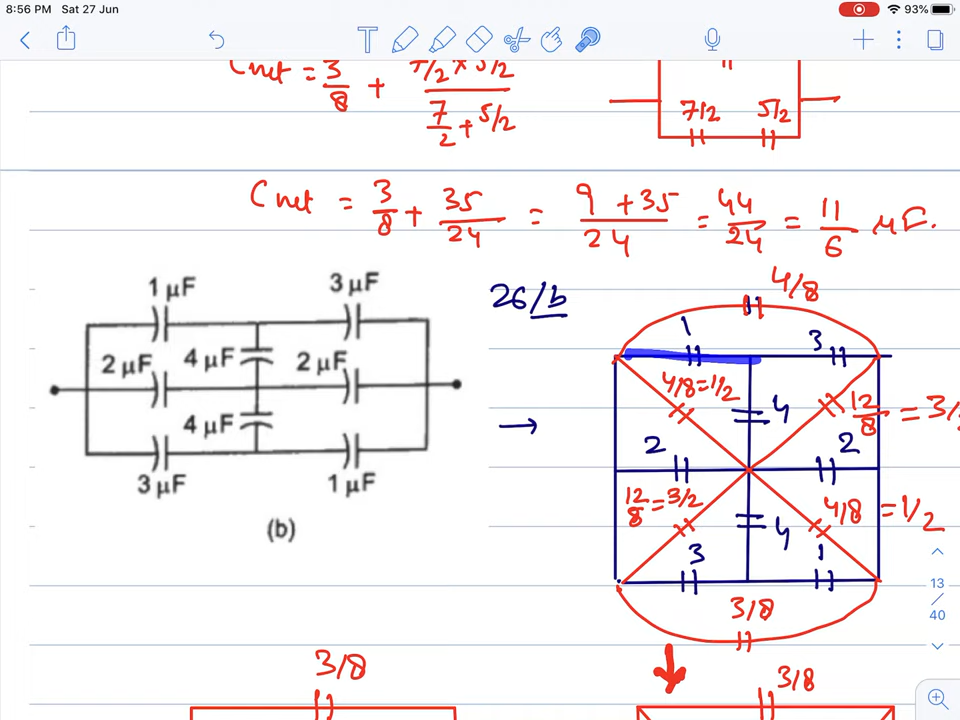 8:56 PM Sat 27 Jun 93%
Cnet = 3/8 + 7/2 × 5/2 / 7/2 + 5/2
7/2 5/2
Cnet = 3/8 + 35/24 = 9 + 35 / 24 = 44/24 = 11/6 μF.
26/b
4/8
1 μF 3 μF
1 3
2 μF 4 μF 2 μF
4/8 = 1/2 4 12/8 = 3/
2 2
4 μF
12/8 = 3/2 4 4/8 = 1/2
3 μF 1 μF
3 1
(b)
3/8
13
/
40
3/8 3/8